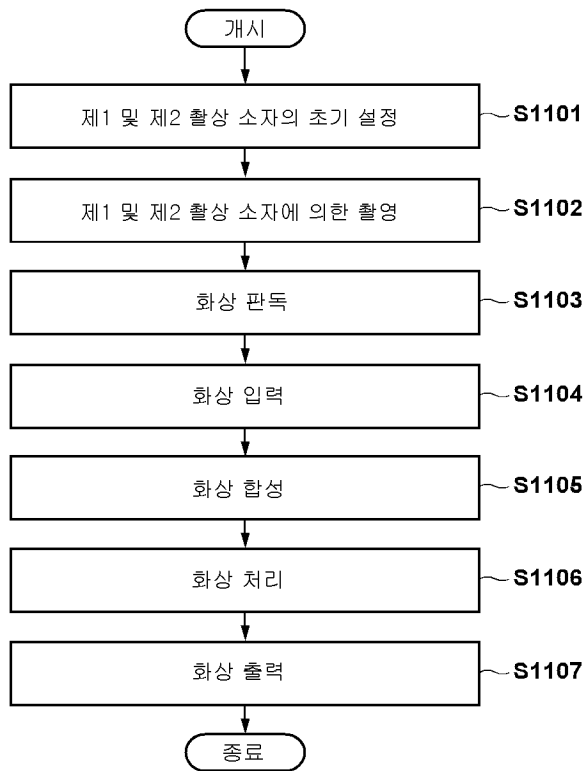 개시
제1 및 제2 촬상 소자의 초기 설정 S1101
제1 및 제2 촬상 소자에 의한 촬영 S1102
화상 판독 S1103
화상 입력 S1104
화상 합성 S1105
화상 처리 S1106
화상 출력 S1107
종료